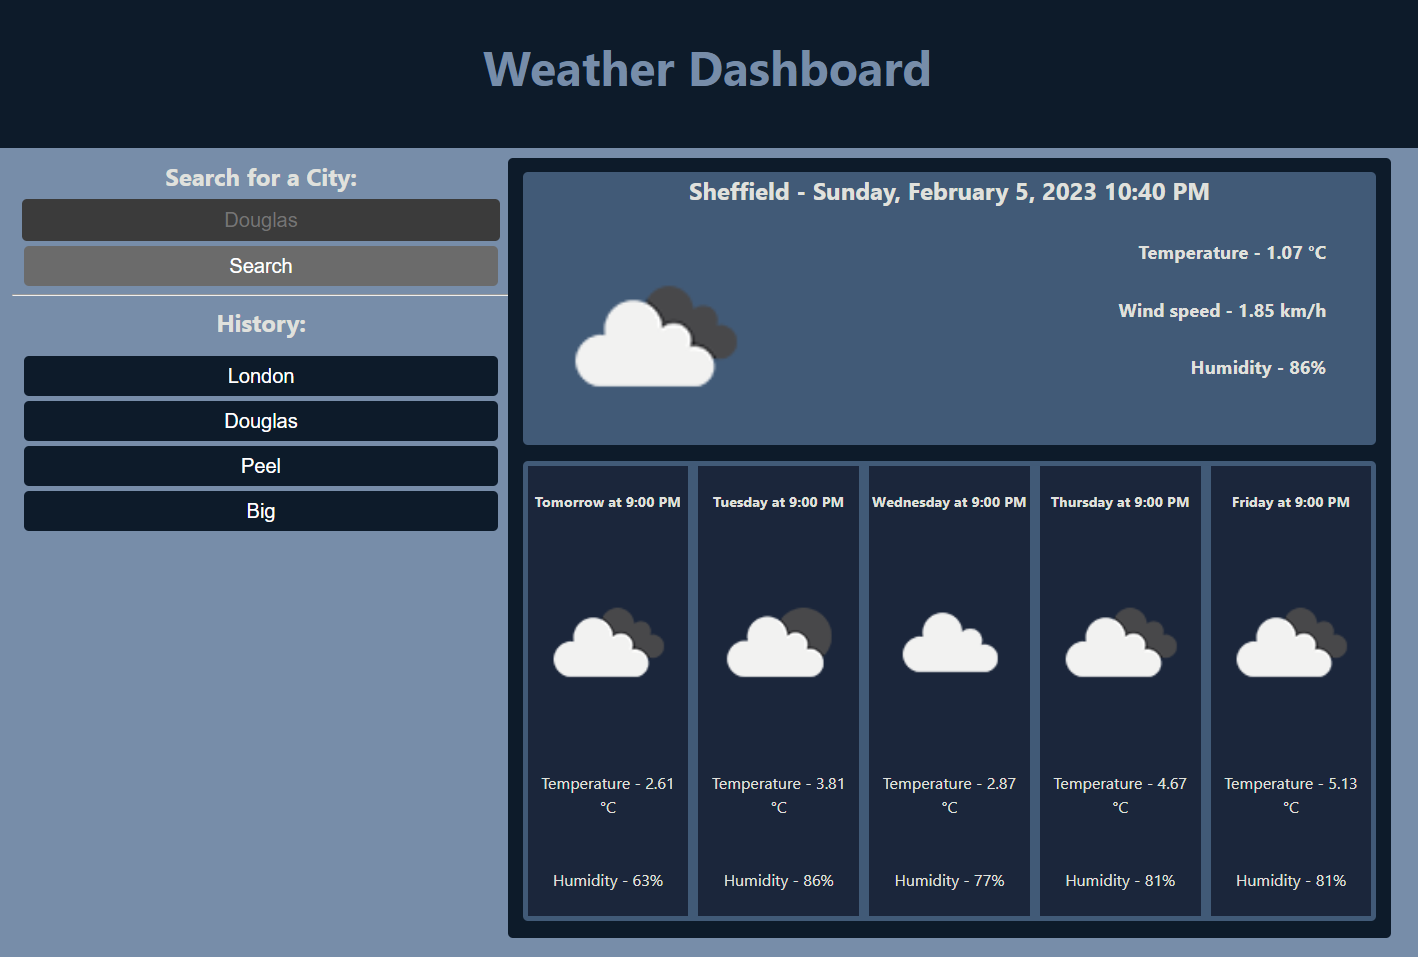 Weather Dashboard
Search for a City:
Douglas
Search
History:
London
Douglas
Peel
Big
Sheffield - Sunday, February 5, 2023 10:40 PM
Temperature - 1.07 °C
Wind speed - 1.85 km/h
Humidity - 86%
Tomorrow at 9:00 PM
Temperature - 2.61
°C
Humidity - 63%
Tuesday at 9:00 PM
Temperature - 3.81
°C
Humidity - 86%
Wednesday at 9:00 PM
Temperature - 2.87
°C
Humidity - 77%
Thursday at 9:00 PM
Temperature - 4.67
°C
Humidity - 81%
Friday at 9:00 PM
Temperature - 5.13
°C
Humidity - 81%